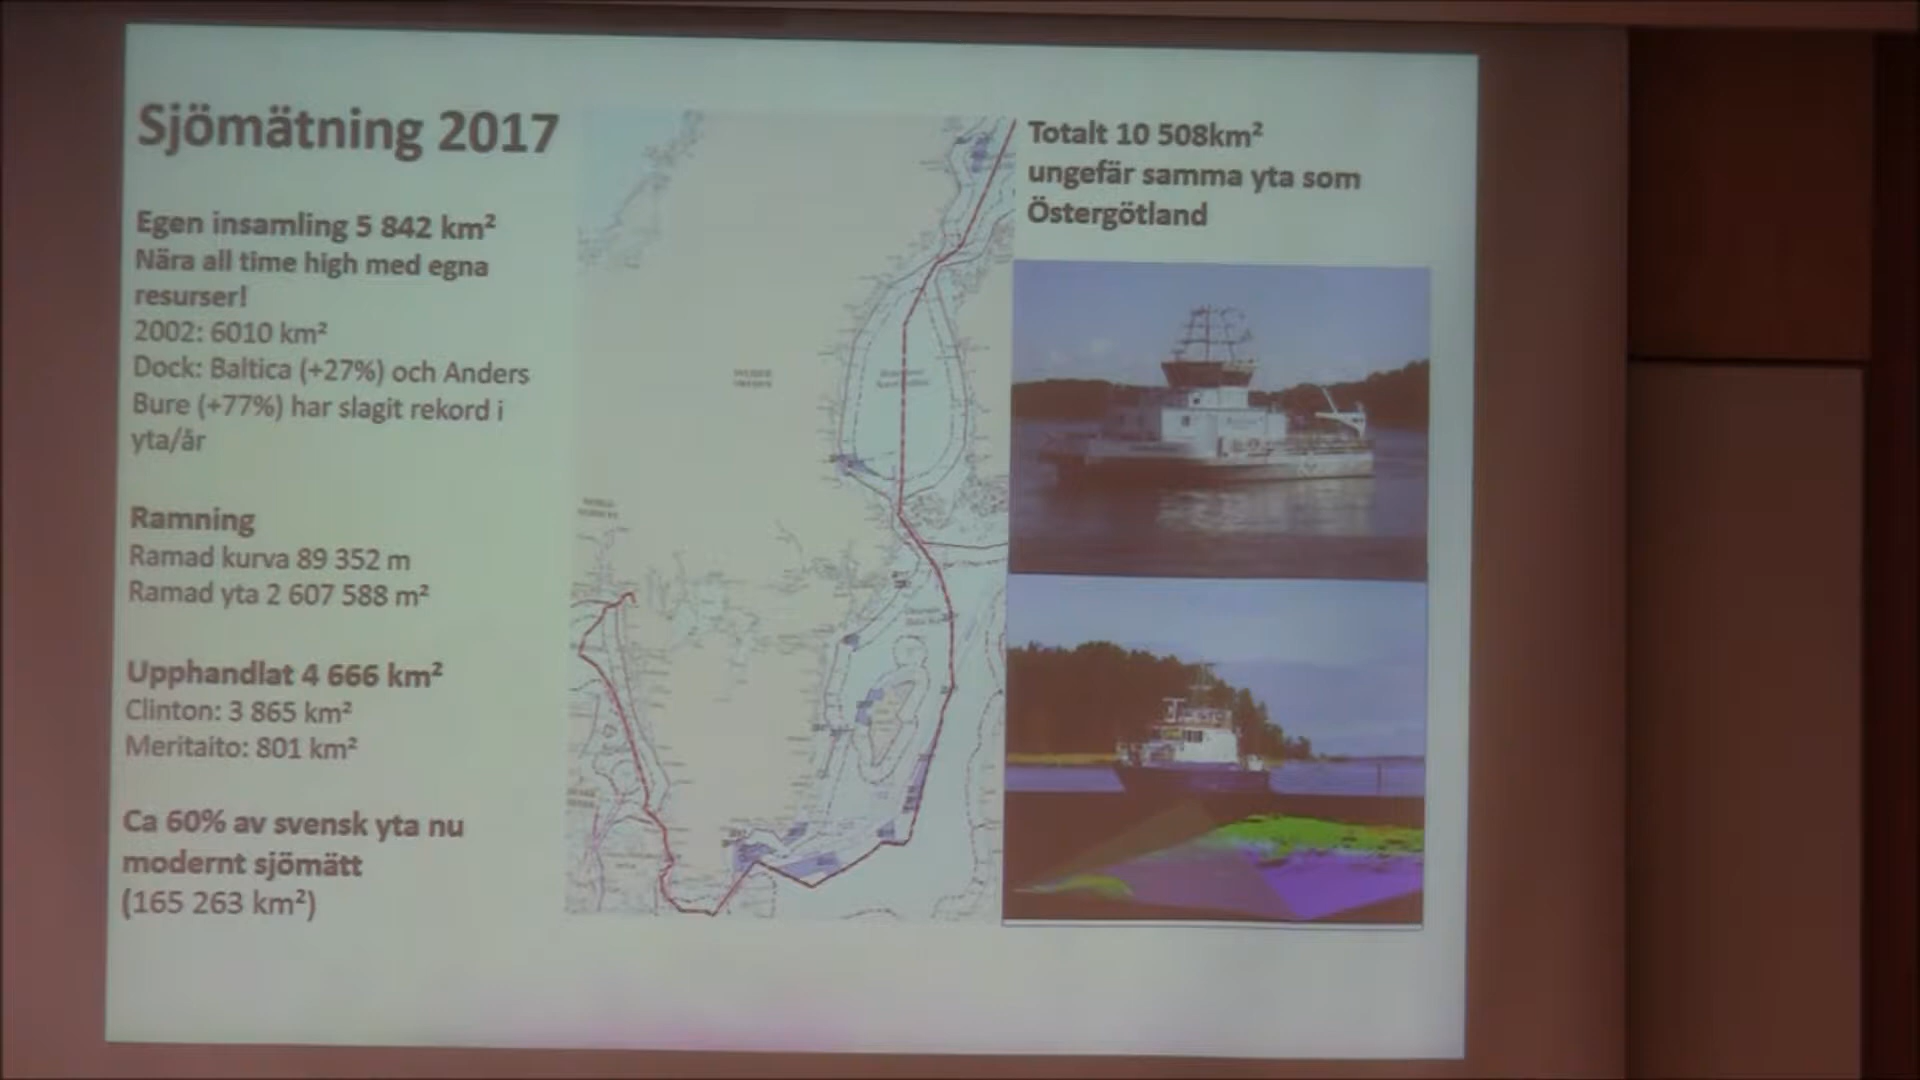 Sjömätning 2017
Egen insamling 5 842 km²
Nära all time high med egna
resurser!
2002: 6010 km²
Dock: Baltica (+27%) och Anders
Bure (+77%) har slagit rekord i
yta/år
Ramning
Ramad kurva 89 352 m
Ramad yta 2 607 588 m²
Upphandlat 4 666 km²
Clinton: 3 865 km²
Meritaito: 801 km²
Ca 60% av svensk yta nu
modernt sjömätt
(165 263 km²)
Totalt 10 508km²
ungefär samma yta som
Östergötland